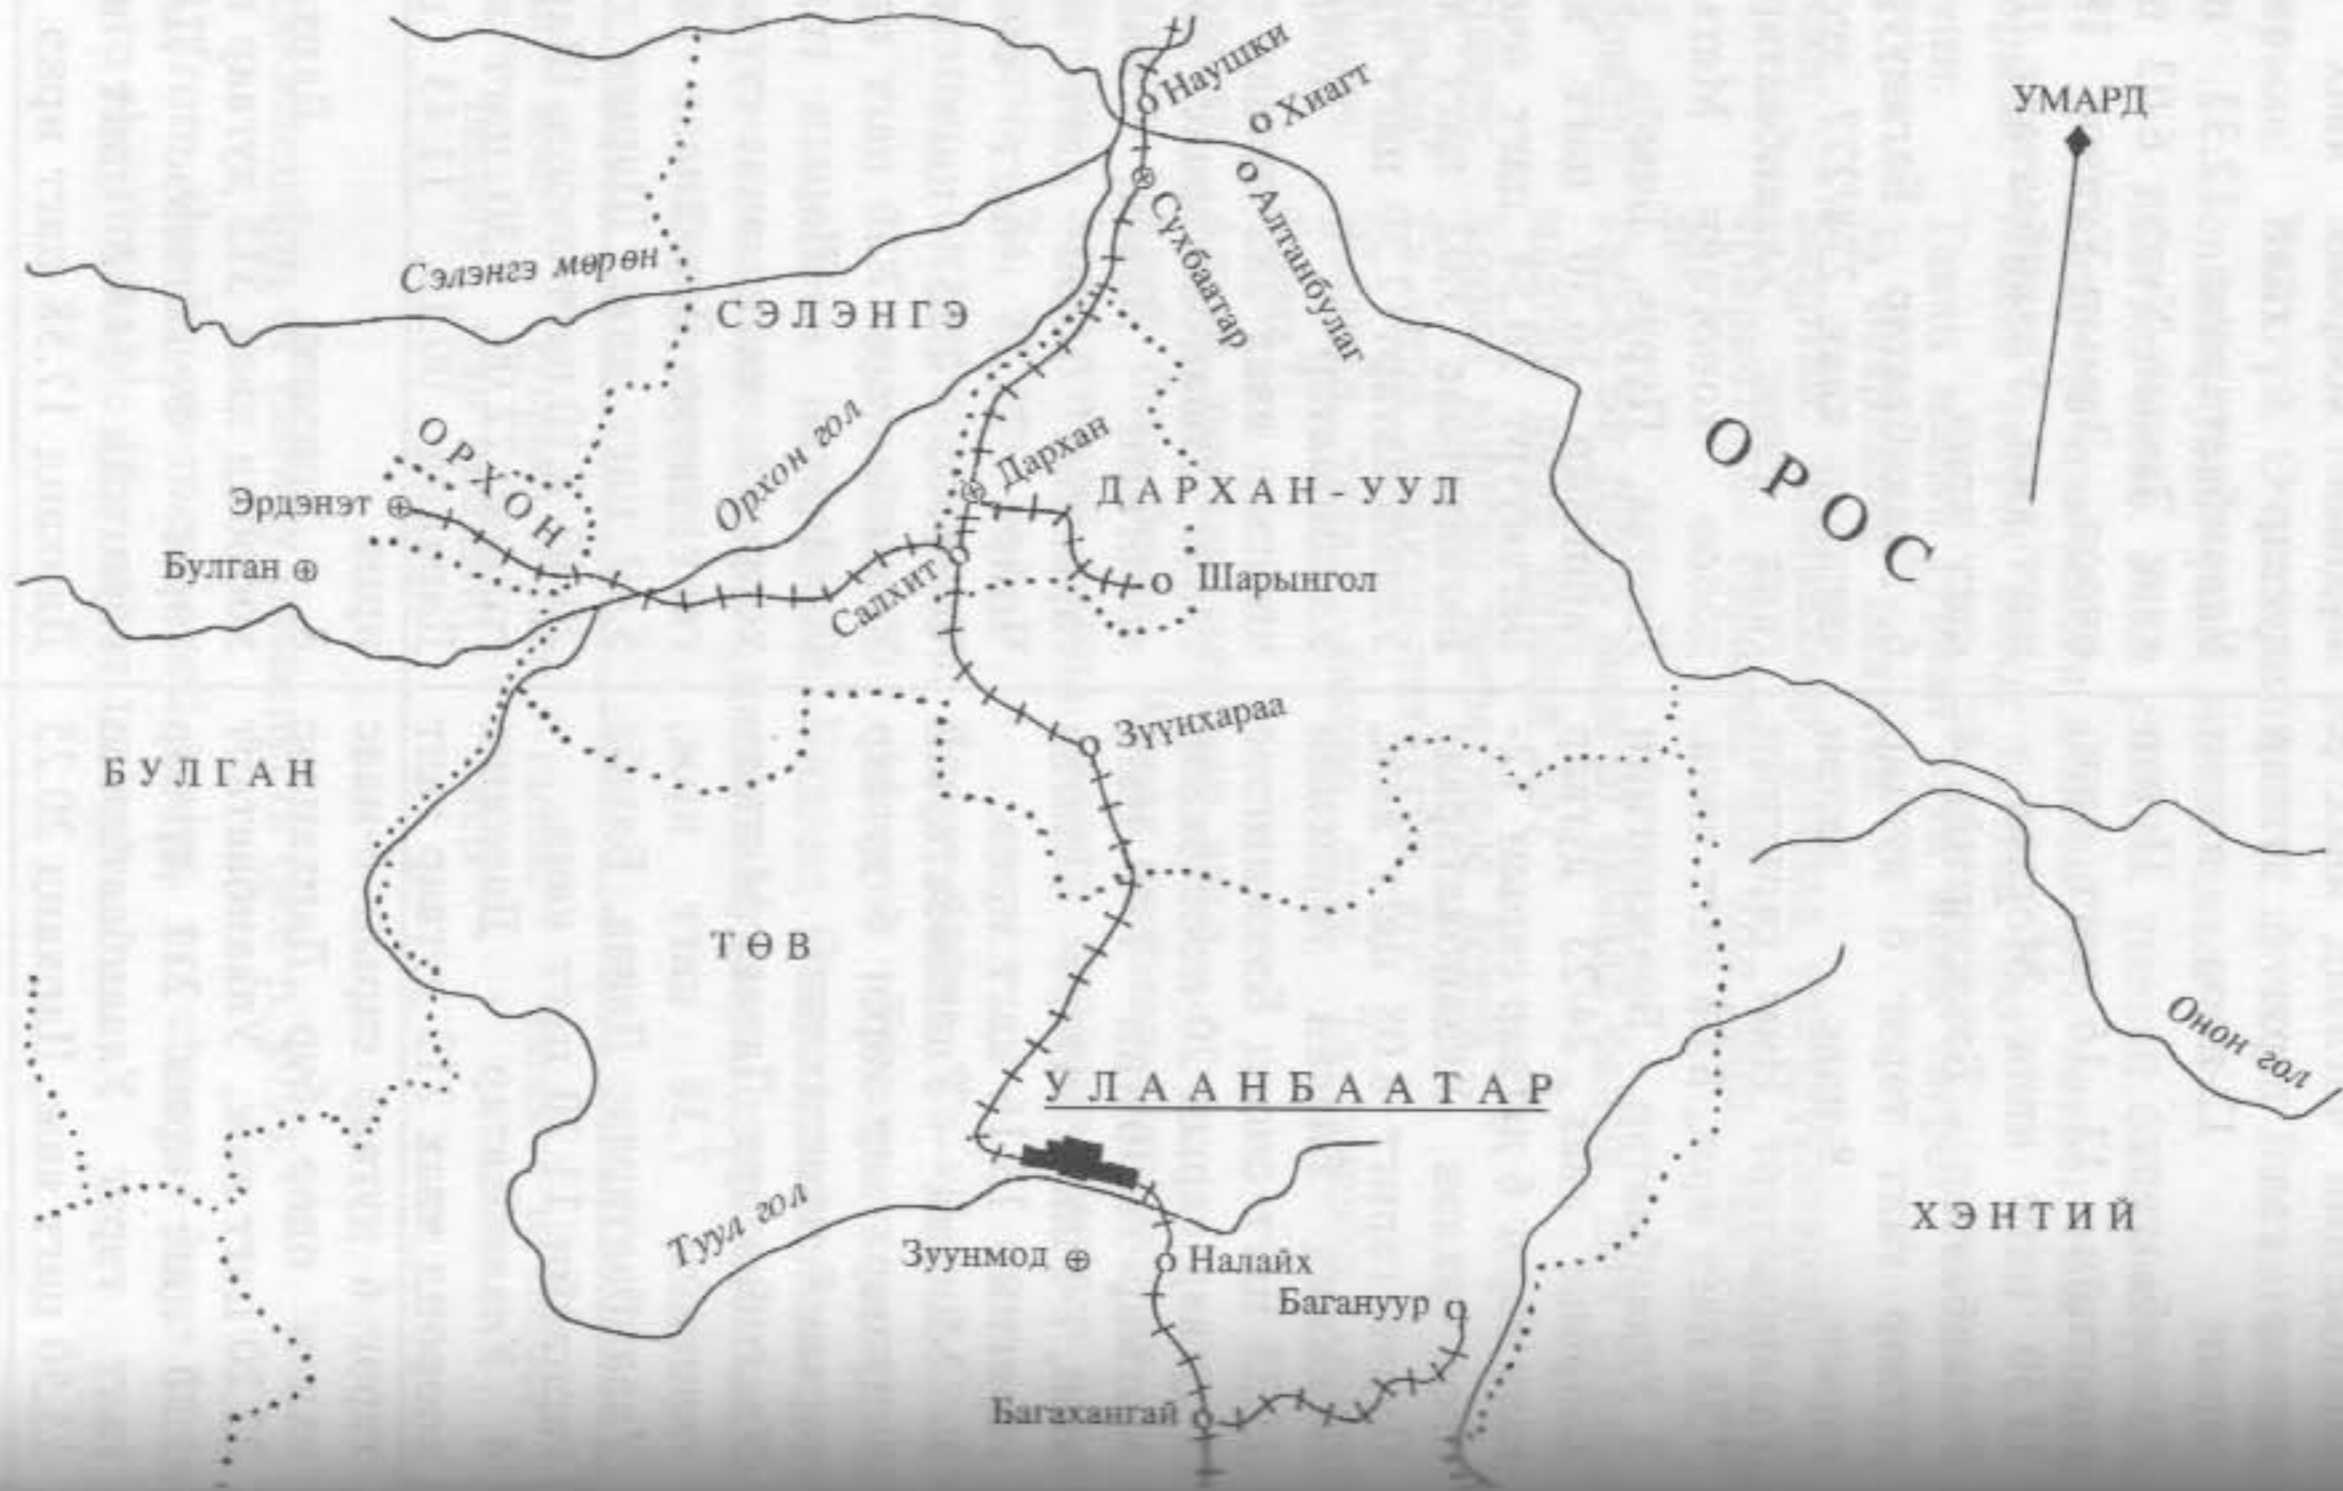 Наушки
Хиагт
УМАРД
Сүхбаатар
Алтанбулаг
Сэлэнгэ мөрөн
СЭЛЭНГЭ
ОРХОН
Орхон гол
Дархан
ДАРХАН-УУЛ
ОРОС
Эрдэнэт
Булган
Салхит
Шарынгол
Зүүнхараа
БУЛГАН
ТӨВ
Онон гол
УЛААНБААТАР
ХЭНТИЙ
Туул гол
Зуунмод
Налайх
Багануур
Багахангай